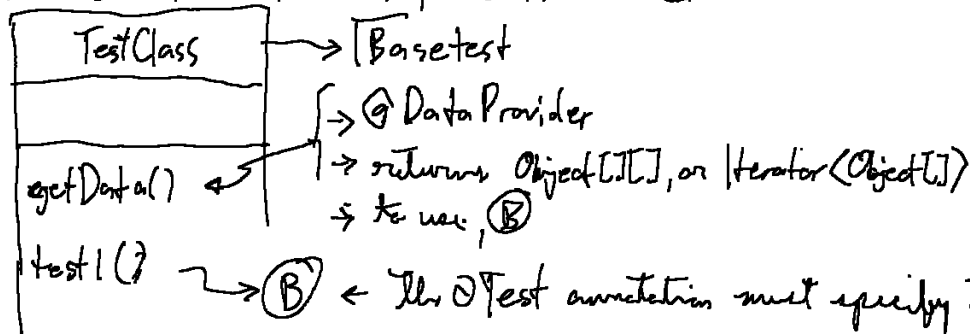 TestClass → Basetest
→ @DataProvider
getData() → returns Object[][], or Iterator<Object[]>
→ to use, B
test1() → B ← The @Test annotation must specify